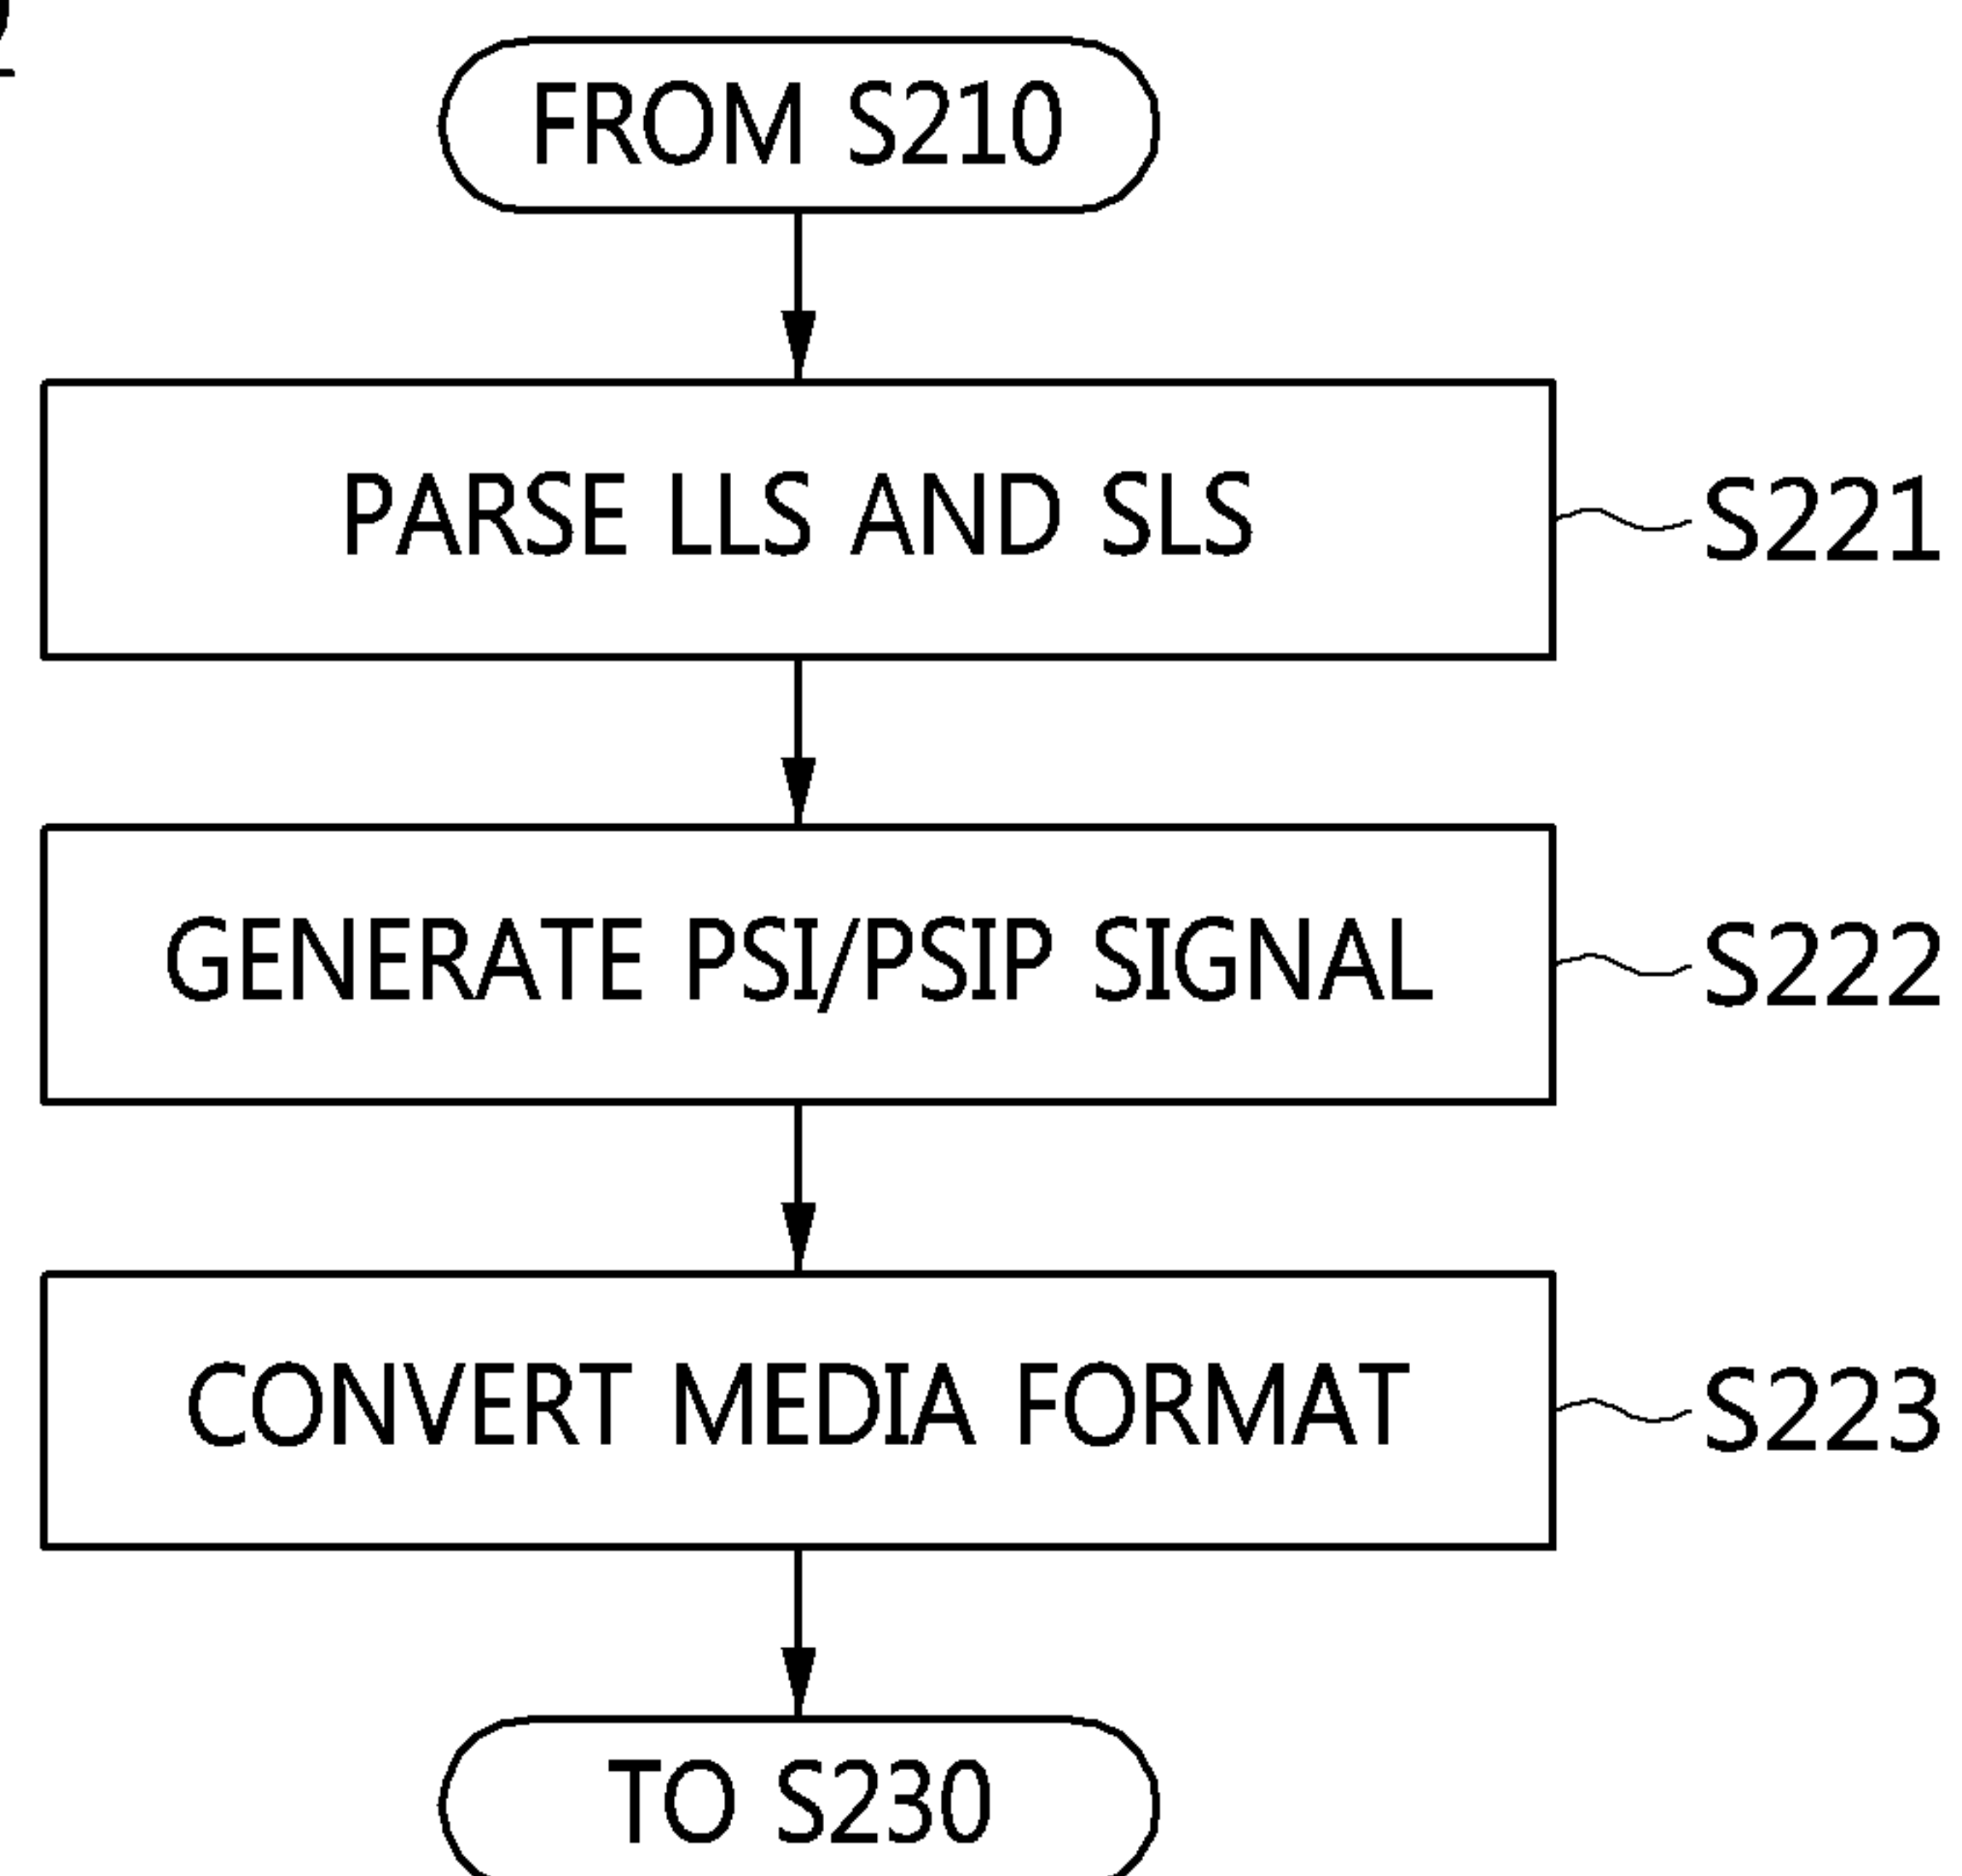 FROM S210
PARSE LLS AND SLS
S221
GENERATE PSI/PSIP SIGNAL
S222
CONVERT MEDIA FORMAT
S223
TO S230